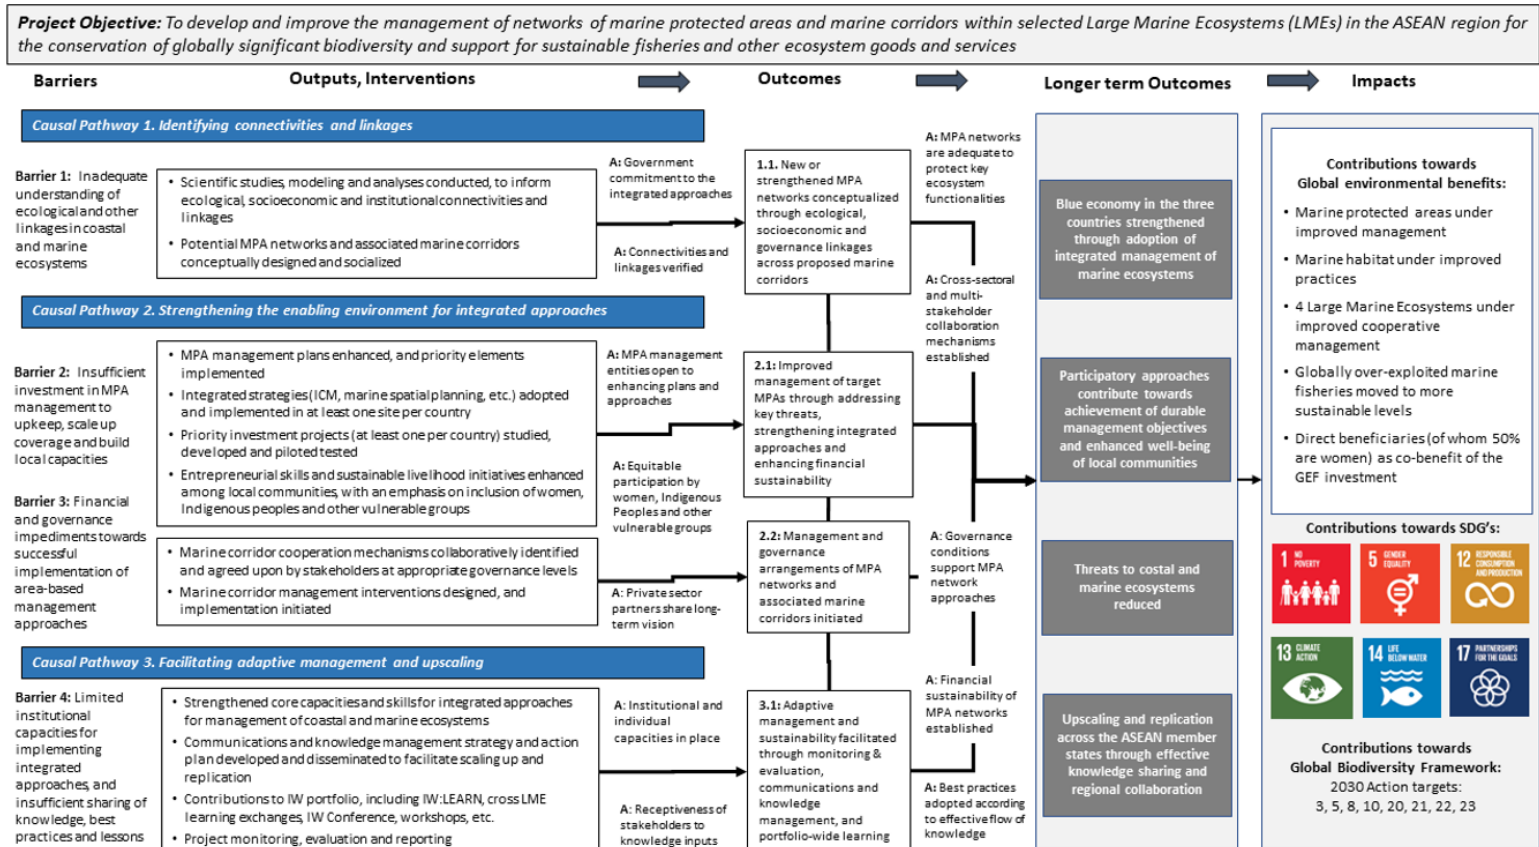 Project Objective: To develop and improve the management of networks of marine protected areas and marine corridors within selected Large Marine Ecosystems (LMEs) in the ASEAN region for
the conservation of globally significant biodiversity and support for sustainable fisheries and other ecosystem goods and services
Barriers
Outputs, Interventions
Outcomes
Longer term Outcomes
Impacts
Causal Pathway 1. Identifying connectivities and linkages
Barrier 1: Inadequate
understanding of
ecological and other
linkages in coastal
and marine
ecosystems
• Scientific studies, modeling and analyses conducted, to inform
ecological, socioeconomic and institutional connectivities and
linkages
• Potential MPA networks and associated marine corridors
conceptually designed and socialized
A: Government
commitment to the
integrated approaches
A: Connectivities and
linkages verified
1.1. New or
strengthened MPA
networks conceptualized
through ecological,
socioeconomic and
governance linkages
across proposed marine
corridors
A: MPA networks
are adequate to
protect key
ecosystem
functionalities
A: Cross-sectoral
and multi-
stakeholder
collaboration
mechanisms
established
Causal Pathway 2. Strengthening the enabling environment for integrated approaches
Barrier 2: Insufficient
investment in MPA
management to
upkeep, scale up
coverage and build
local capacities
Barrier 3: Financial
and governance
impediments towards
successful
implementation of
area-based
management
approaches
• MPA management plans enhanced, and priority elements
implemented
• Integrated strategies (ICM, marine spatial planning, etc.) adopted
and implemented in at least one site per country
• Priority investment projects (at least one per country) studied,
developed and piloted tested
• Entrepreneurial skills and sustainable livelihood initiatives enhanced
among local communities, with an emphasis on inclusion of women,
Indigenous peoples and other vulnerable groups
• Marine corridor cooperation mechanisms collaboratively identified
and agreed upon by stakeholders at appropriate governance levels
• Marine corridor management interventions designed, and
implementation initiated
A: MPA management
entities open to
enhancing plans and
approaches
A: Equitable
participation by
women, Indigenous
Peoples and other
vulnerable groups
A: Private sector
partners share long-
term vision
2.1: Improved
management of target
MPAs through addressing
key threats,
strengthening integrated
approaches and
enhancing financial
sustainability
2.2: Management and
governance
arrangements of MPA
networks and
associated marine
corridors initiated
A: Governance
conditions
support MPA
network
approaches
Causal Pathway 3. Facilitating adaptive management and upscaling
Barrier 4: Limited
institutional
capacities for
implementing
integrated
approaches, and
insufficient sharing of
knowledge, best
practices and lessons
• Strengthened core capacities and skills for integrated approaches
for management of coastal and marine ecosystems
• Communications and knowledge management strategy and action
plan developed and disseminated to facilitate scaling up and
replication
• Contributions to IW portfolio, including IW:LEARN, cross LME
learning exchanges, IW Conference, workshops, etc.
• Project monitoring, evaluation and reporting
A: Institutional and
individual
capacities in place
A: Receptiveness of
stakeholders to
knowledge inputs
3.1: Adaptive
management and
sustainability facilitated
through monitoring &
evaluation,
communications and
knowledge
management, and
portfolio-wide learning
A: Financial
sustainability of
MPA networks
established
A: Best practices
adopted according
to effective flow of
knowledge
Blue economy in the three
countries strengthened
through adoption of
integrated management of
marine ecosystems
Participatory approaches
contribute towards
achievement of durable
management objectives
and enhanced well-being
of local communities
Threats to costal and
marine ecosystems
reduced
Upscaling and replication
across the ASEAN member
states through effective
knowledge sharing and
regional collaboration
Contributions towards
Global environmental benefits:
• Marine protected areas under
improved management
• Marine habitat under improved
practices
• 4 Large Marine Ecosystems under
improved cooperative
management
• Globally over-exploited marine
fisheries moved to more
sustainable levels
• Direct beneficiaries (of whom 50%
are women) as co-benefit of the
GEF investment
Contributions towards SDG's:
1 NO
POVERTY
5 GENDER
EQUALITY
12 RESPONSIBLE
CONSUMPTION
AND PRODUCTION
13 CLIMATE
ACTION
14 LIFE
BELOW WATER
17 PARTNERSHIPS
FOR THE GOALS
Contributions towards
Global Biodiversity Framework:
2030 Action targets:
3, 5, 8, 10, 20, 21, 22, 23